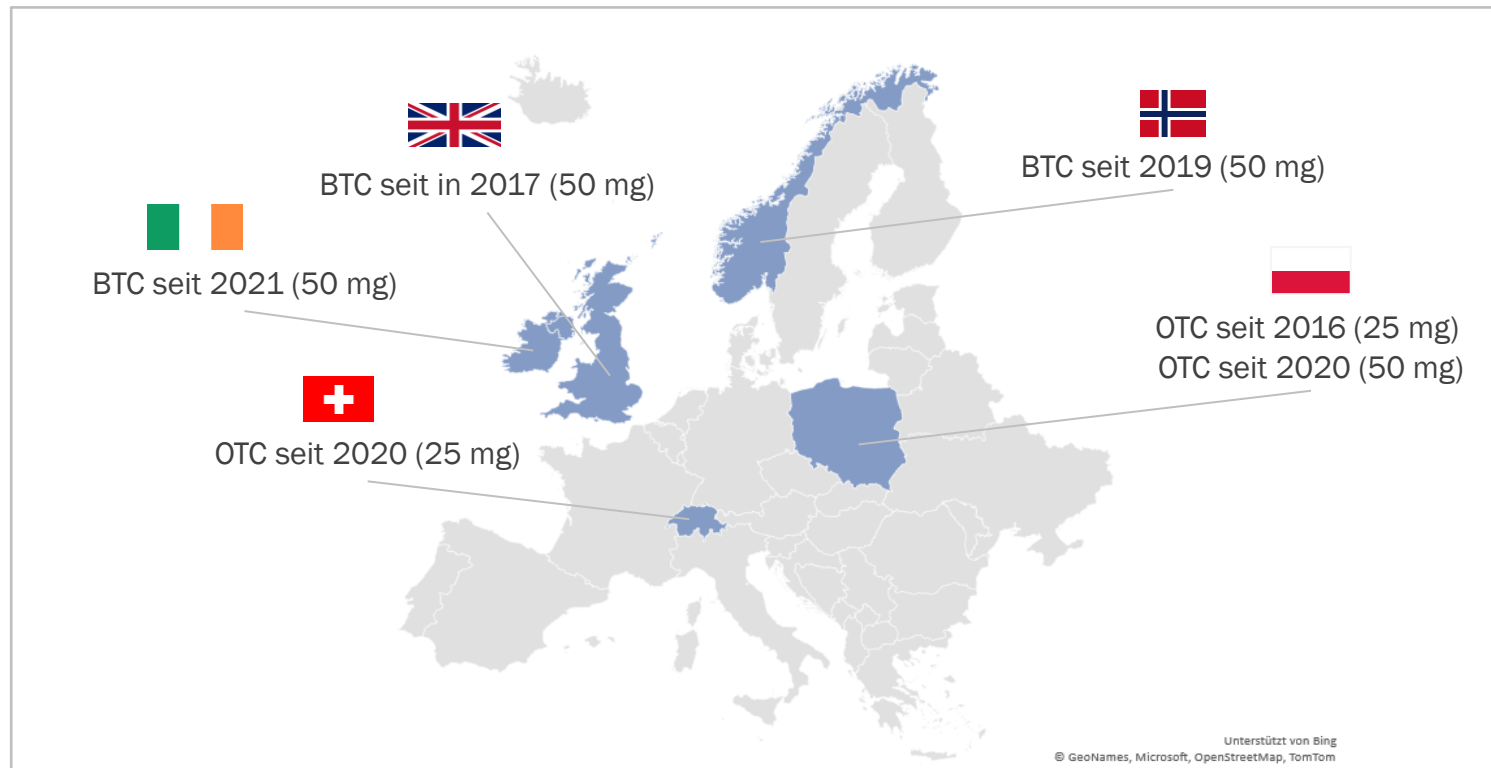 BTC seit in 2017 (50 mg)
BTC seit 2019 (50 mg)
BTC seit 2021 (50 mg)
OTC seit 2016 (25 mg)
OTC seit 2020 (50 mg)
OTC seit 2020 (25 mg)
Unterstützt von Bing
© GeoNames, Microsoft, OpenStreetMap, TomTom